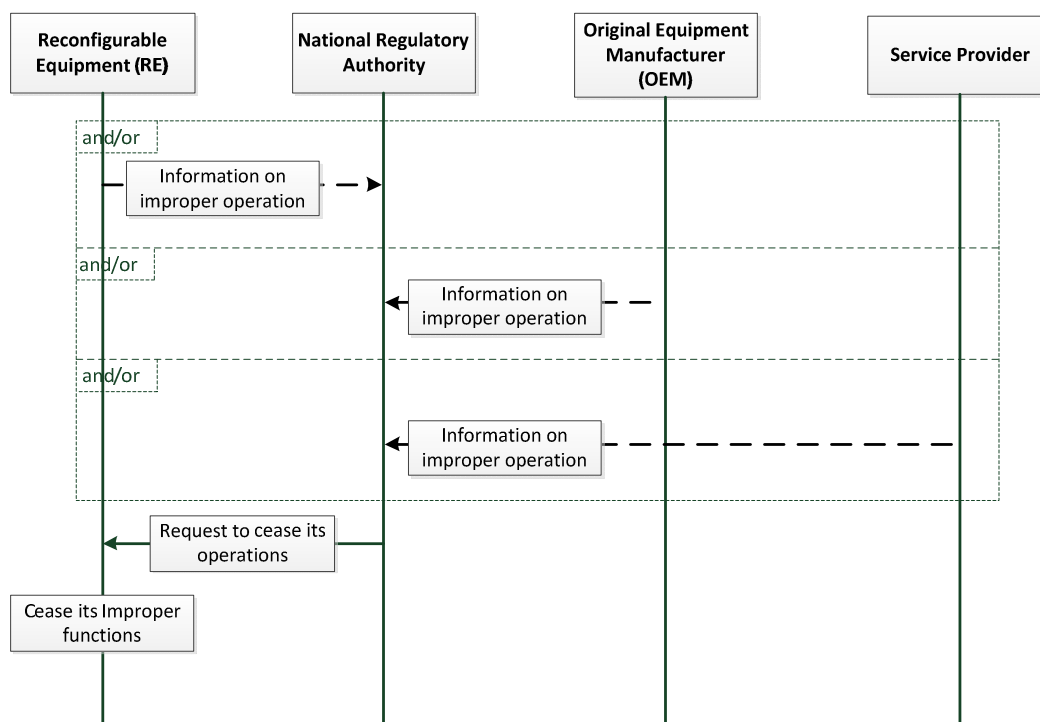 Reconfigurable
Equipment (RE)
National Regulatory
Authority
Original Equipment
Manufacturer
(OEM)
Service Provider
and/or
Information on
improper operation
and/or
Information on
improper operation
and/or
Information on
improper operation
Request to cease its
operations
Cease its Improper
functions